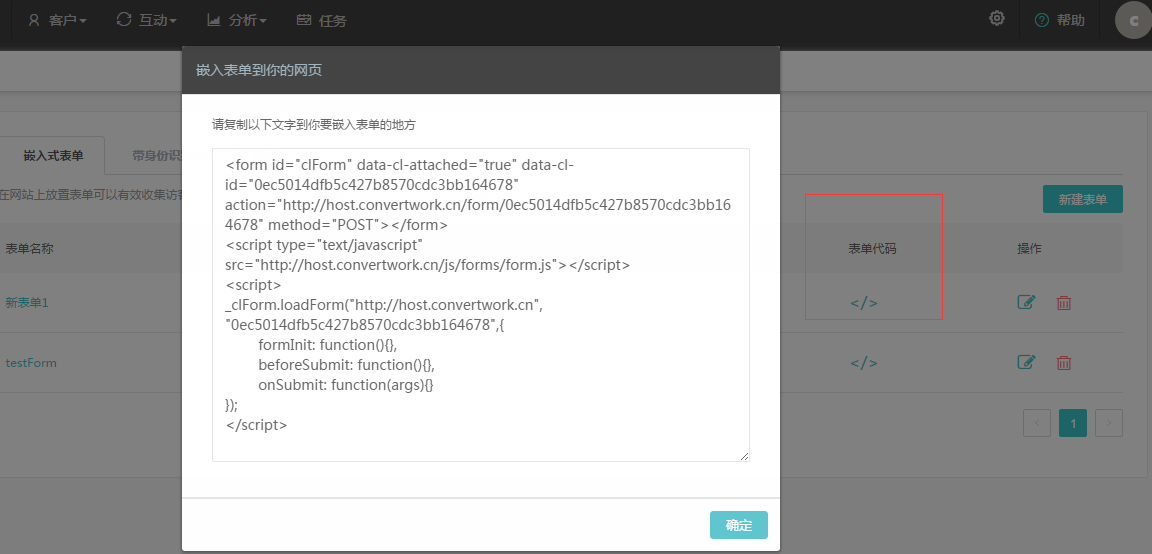 客户 互动 分析 任务 帮助 c
嵌入表单到你的网页
请复制以下文字到你要嵌入表单的地方
嵌入式表单 带身份识
在网站上放置表单可以有效收集访
新建表单
<form id="clForm" data-cl-attached="true" data-cl-
id="0ec5014dfb5c427b8570cdc3bb164678"
action="http://host.convertwork.cn/form/0ec5014dfb5c427b8570cdc3bb16
4678" method="POST"></form>
<script type="text/javascript"
src="http://host.convertwork.cn/js/forms/form.js"></script>
<script>
_clForm.loadForm("http://host.convertwork.cn",
"0ec5014dfb5c427b8570cdc3bb164678",{
formInit: function(){},
beforeSubmit: function(){},
onSubmit: function(args){}
});
</script>
表单名称 表单代码 操作
新表单1 </>
testForm </>
< 1 >
确定